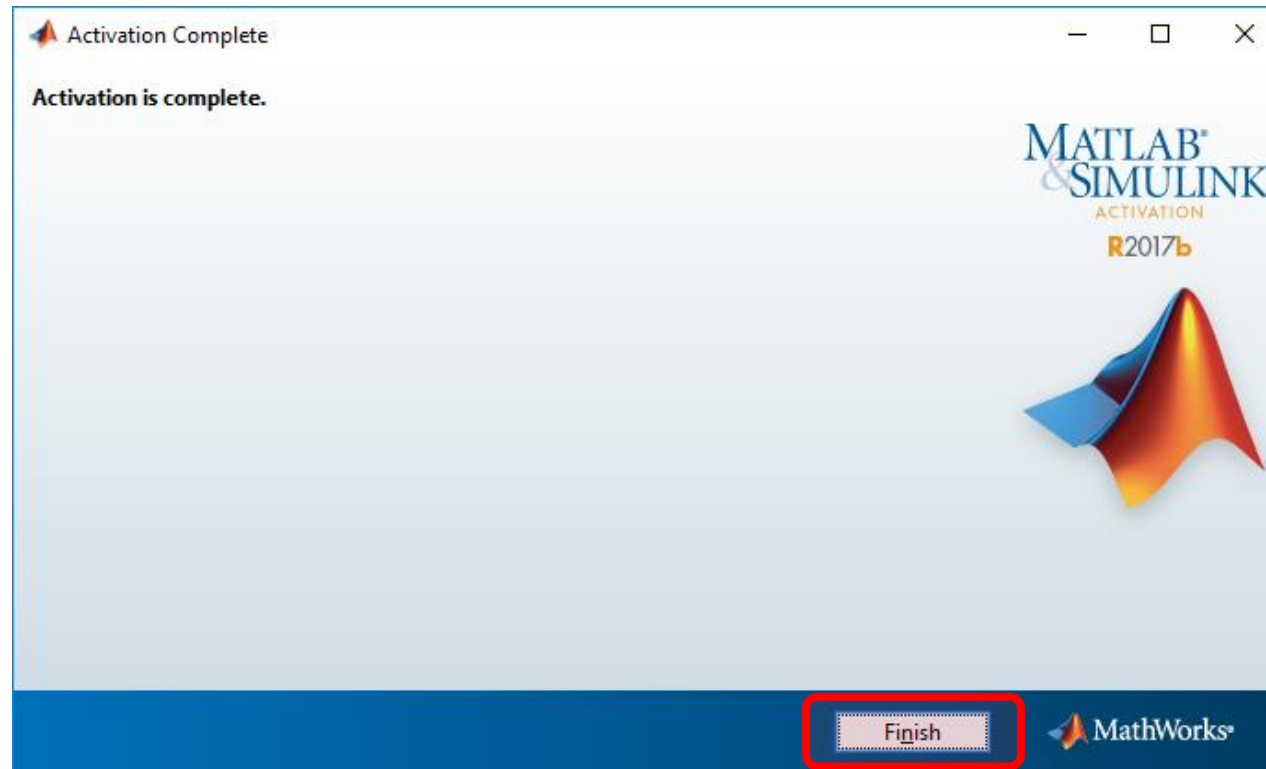 Activation Complete
Activation is complete.
MATLAB®
&SIMULINK
ACTIVATION
R2017b
Finish
MathWorks®